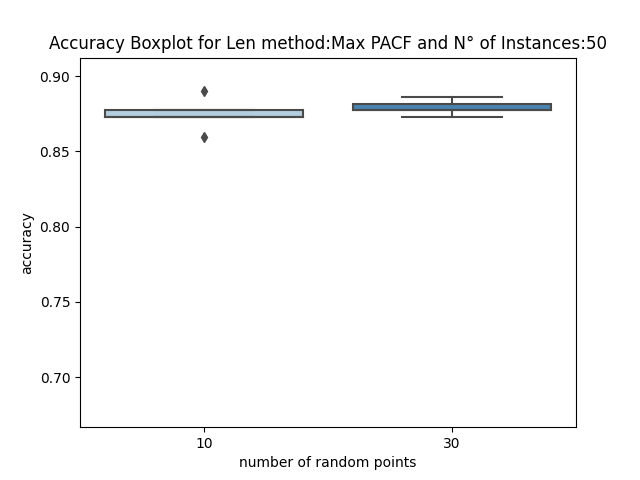 Accuracy Boxplot for Len method:Max PACF and N° of Instances:50
0.90
0.85
0.80
0.75
0.70
accuracy
10
30
number of random points